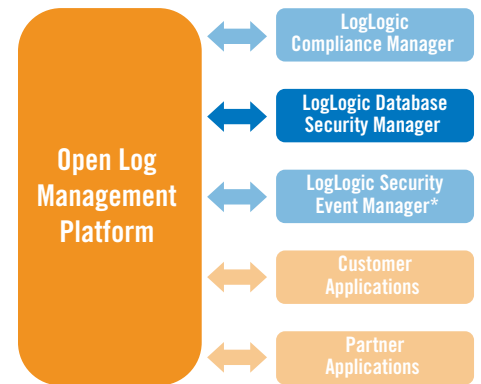 Open Log
Management
Platform
LogLogic
Compliance Manager
LogLogic Database
Security Manager
LogLogic Security
Event Manager*
Customer
Applications
Partner
Applications